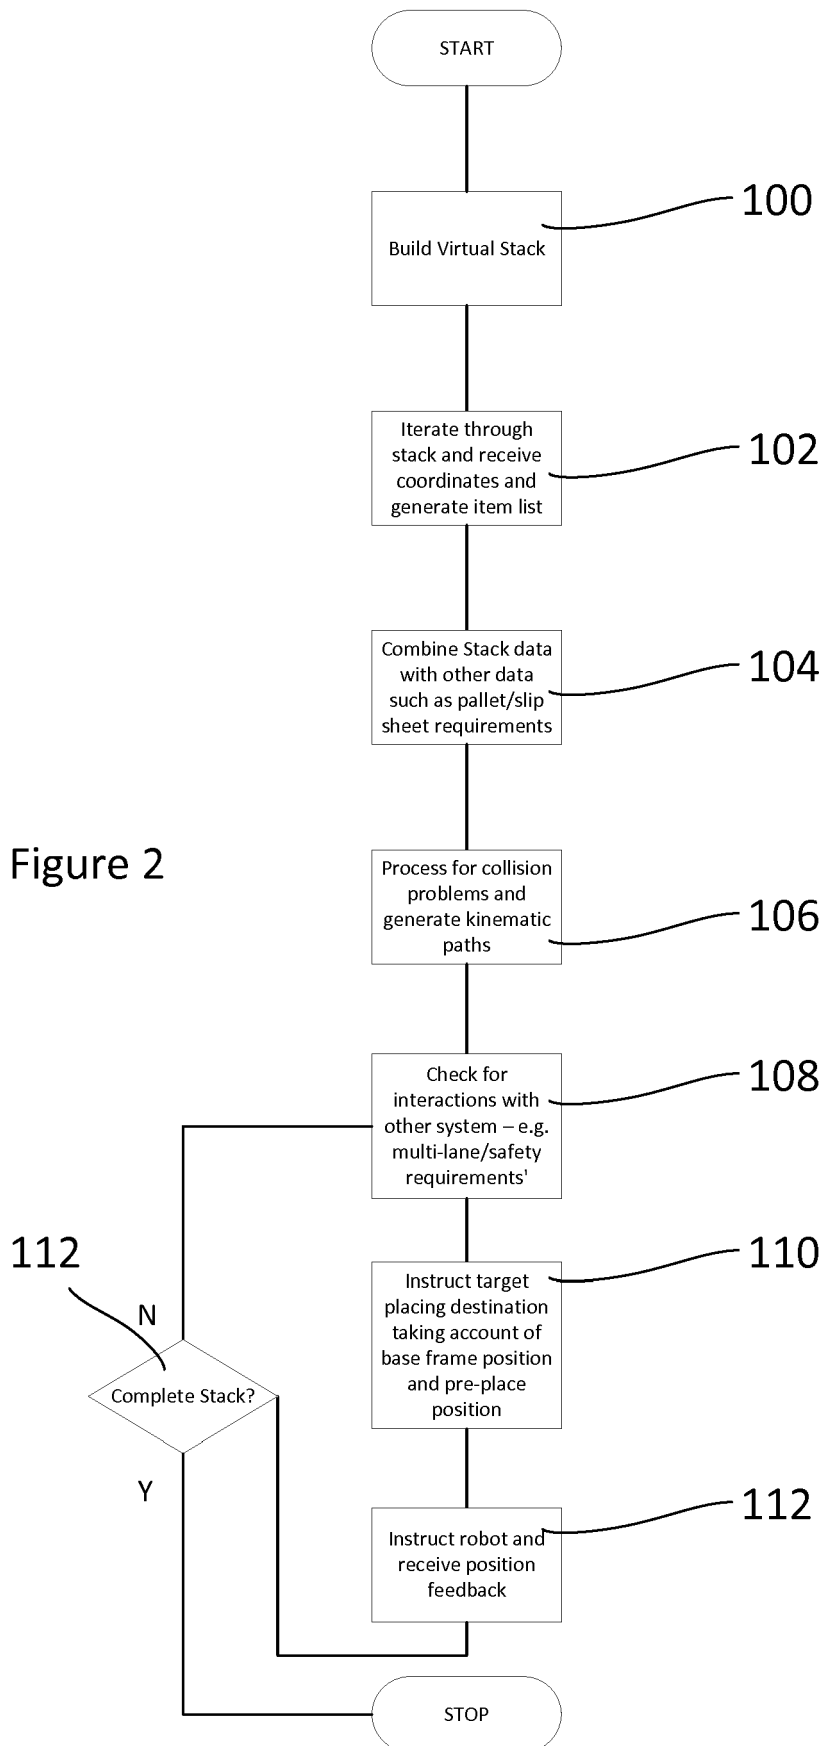 START
Build Virtual Stack
100
Iterate through
stack and receive
coordinates and
generate item list
102
Combine Stack data
with other data
such as pallet/slip
sheet requirements
104
Figure 2
Process for collision
problems and
generate kinematic
paths
106
Check for
interactions with
other system – e.g.
multi-lane/safety
requirements'
108
Instruct target
placing destination
taking account of
base frame position
and pre-place
position
110
112
N
Complete Stack?
Y
Instruct robot and
receive position
feedback
112
STOP